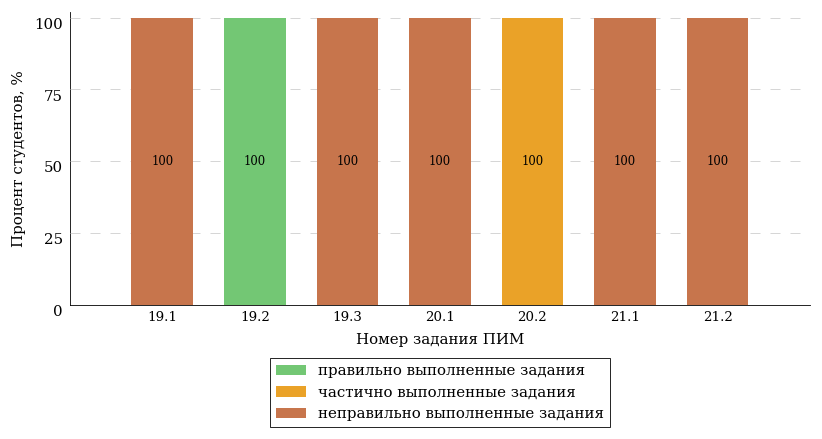 Процент студентов, %
100
75
50
25
0
100 100 100 100 100 100 100
19.1 19.2 19.3 20.1 20.2 21.1 21.2
Номер задания ПИМ
правильно выполненные задания
частично выполненные задания
неправильно выполненные задания